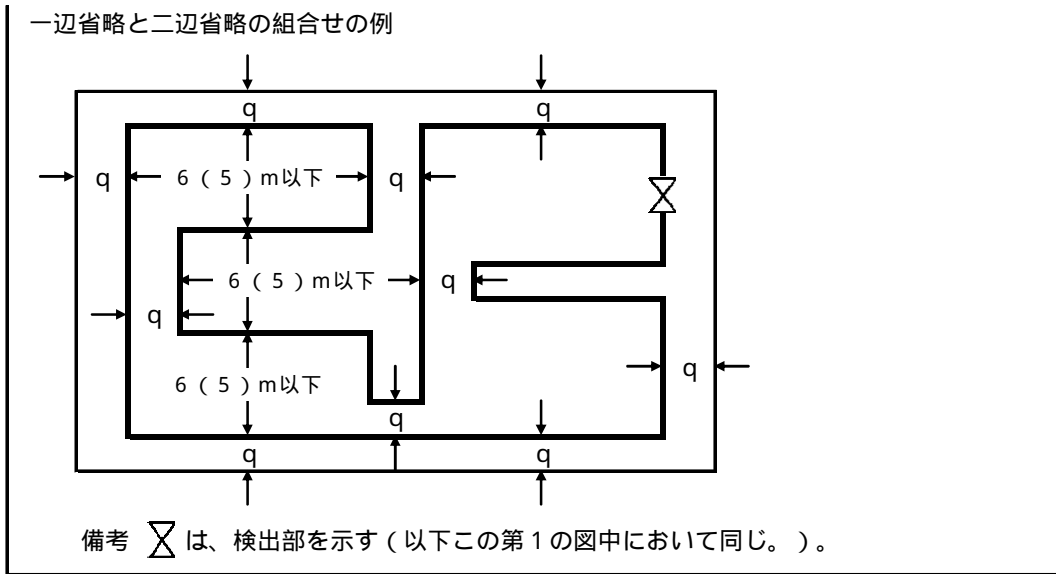 一辺省略と二辺省略の組合せの例
q q
q 6（5）m以下 q
6（5）m以下 q
q
6（5）m以下 q
q
q q
備考 は、検出部を示す（以下この第1の図中において同じ。）。